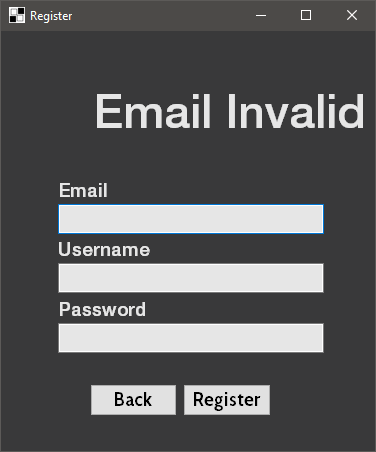 Register
Email Invalid
Email
Username
Password
Back Register